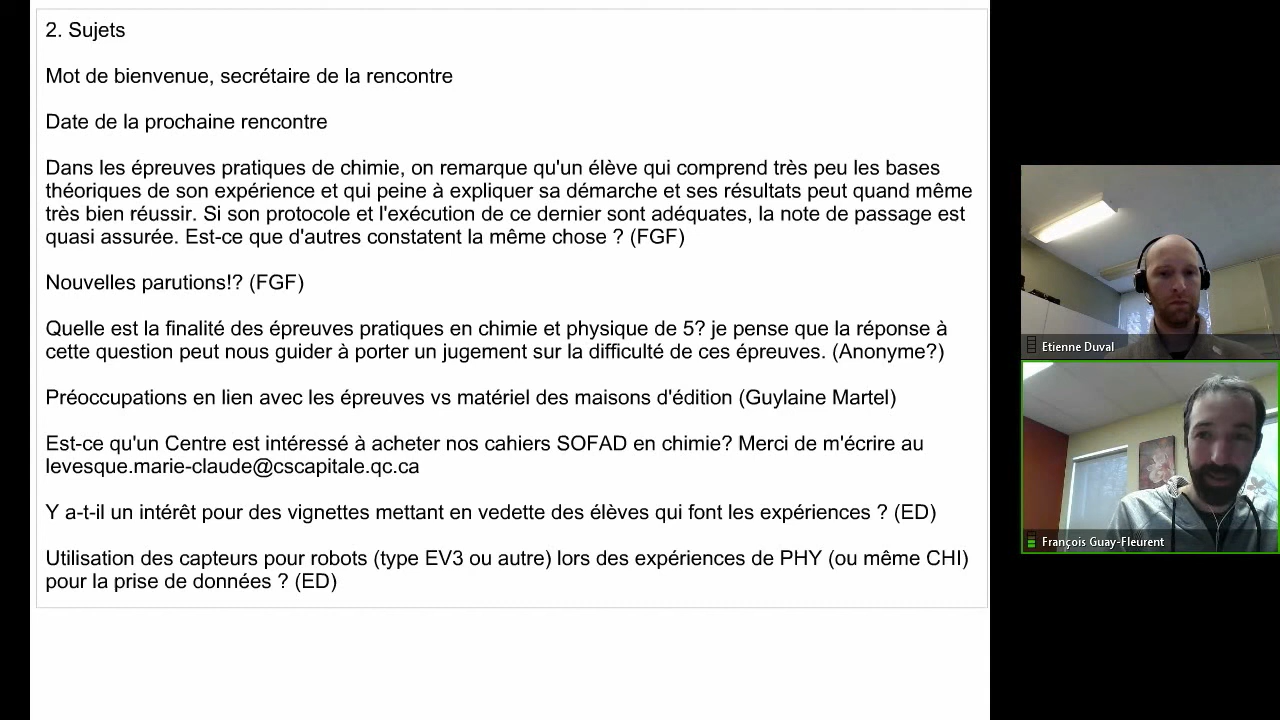 2. Sujets
Mot de bienvenue, secrétaire de la rencontre
Date de la prochaine rencontre
Dans les épreuves pratiques de chimie, on remarque qu'un élève qui comprend très peu les bases
théoriques de son expérience et qui peine à expliquer sa démarche et ses résultats peut quand même
très bien réussir. Si son protocole et l'exécution de ce dernier sont adéquates, la note de passage est
quasi assurée. Est-ce que d'autres constatent la même chose ? (FGF)
Nouvelles parutions!? (FGF)
Quelle est la finalité des épreuves pratiques en chimie et physique de 5? je pense que la réponse à
cette question peut nous guider à porter un jugement sur la difficulté de ces épreuves. (Anonyme?)
Préoccupations en lien avec les épreuves vs matériel des maisons d'édition (Guylaine Martel)
Est-ce qu'un Centre est intéressé à acheter nos cahiers SOFAD en chimie? Merci de m'écrire au
levesque.marie-claude@cscapitale.qc.ca
Y a-t-il un intérêt pour des vignettes mettant en vedette des élèves qui font les expériences ? (ED)
Utilisation des capteurs pour robots (type EV3 ou autre) lors des expériences de PHY (ou même CHI)
pour la prise de données ? (ED)
Etienne Duval
François Guay-Fleurent